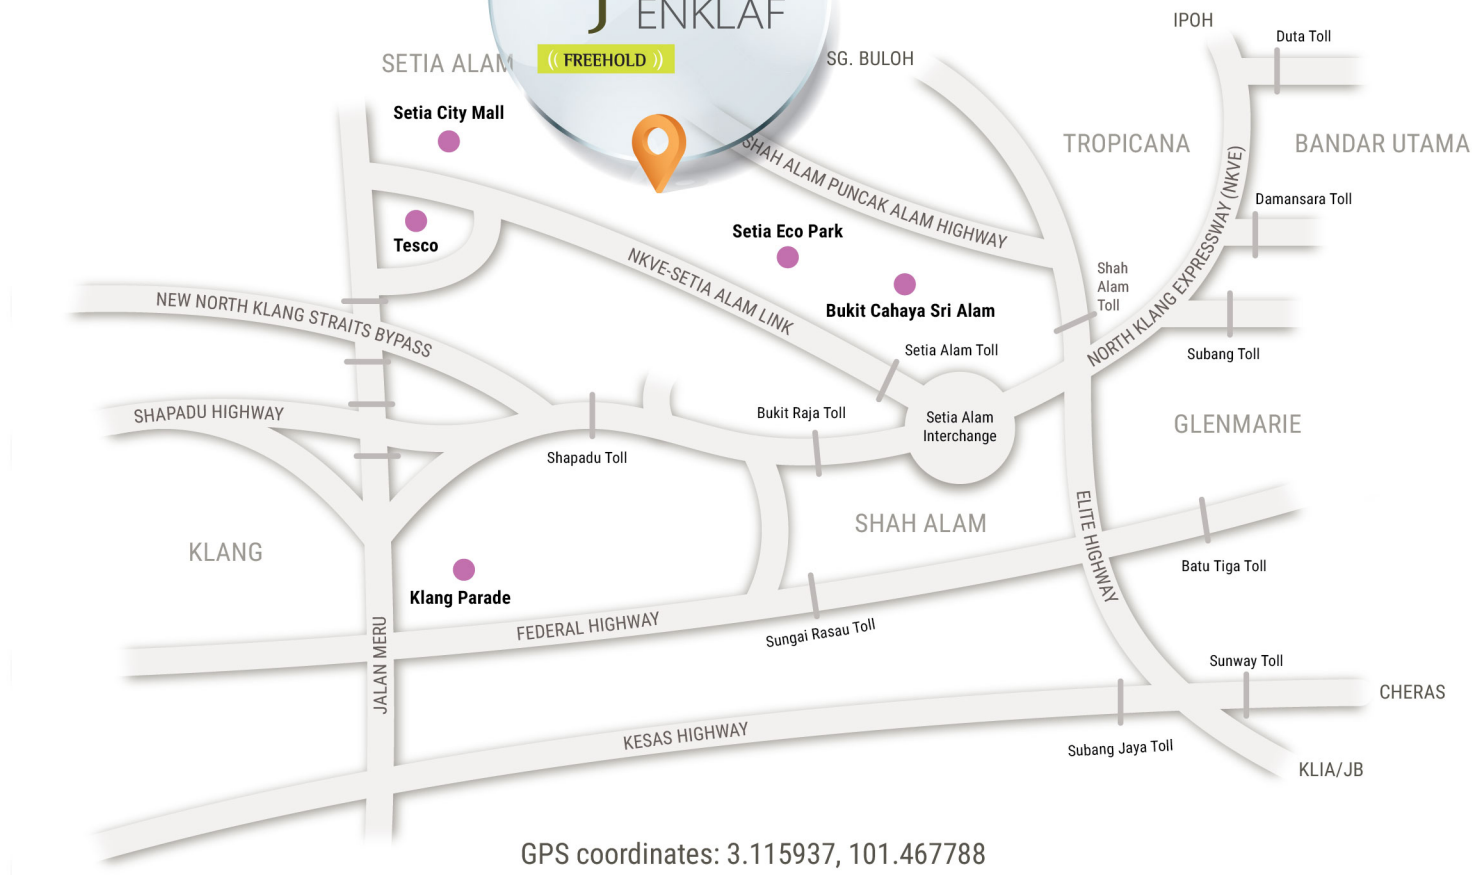 ENKLAF
FREEHOLD
IPOH
Duta Toll
SETIA ALAM
SG. BULOH
Setia City Mall
TROPICANA
BANDAR UTAMA
SHAH ALAM PUNCAK ALAM HIGHWAY
NORTH KLANG EXPRESSWAY (NKVE)
Damansara Toll
Tesco
Setia Eco Park
NKVE-SETIA ALAM LINK
Shah
Alam
Toll
Bukit Cahaya Sri Alam
NEW NORTH KLANG STRAITS BYPASS
Setia Alam Toll
Subang Toll
SHAPADU HIGHWAY
Bukit Raja Toll
Setia Alam
Interchange
GLENMARIE
Shapadu Toll
SHAH ALAM
ELITE HIGHWAY
KLANG
Batu Tiga Toll
Klang Parade
FEDERAL HIGHWAY
Sungai Rasau Toll
JALAN MERU
Sunway Toll
CHERAS
KESAS HIGHWAY
Subang Jaya Toll
KLIA/JB
GPS coordinates: 3.115937, 101.467788